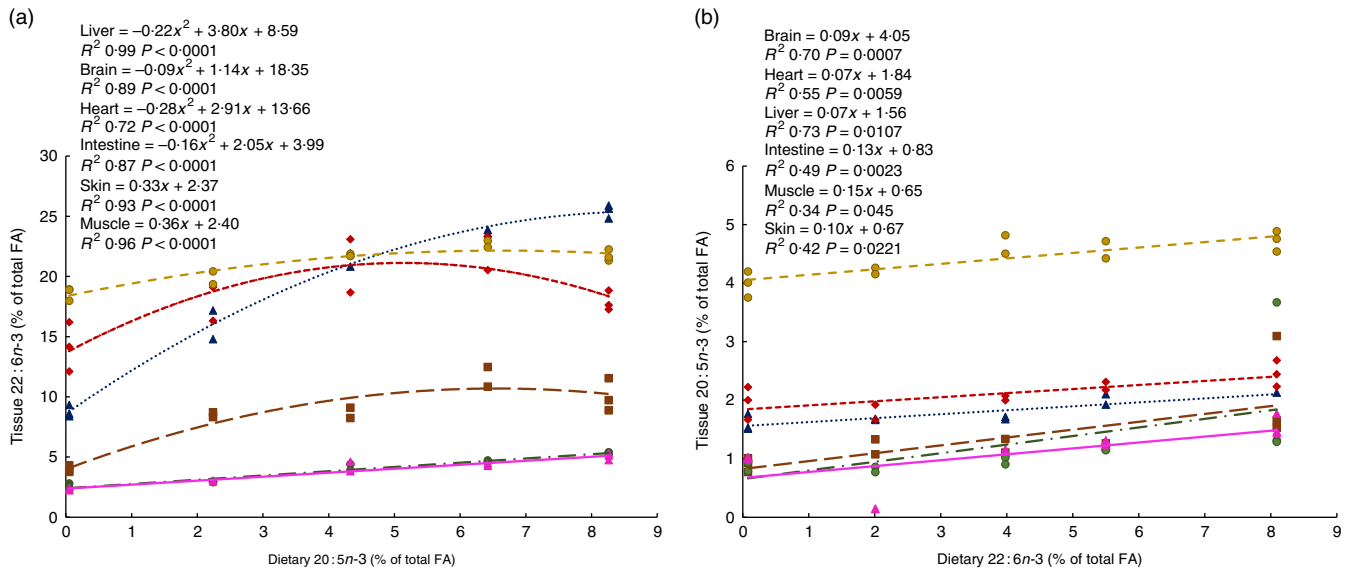 (a)
Liver = −0·22x² + 3·80x + 8·59
R² 0·99 P < 0·0001
Brain = −0·09x² + 1·14x + 18·35
R² 0·89 P < 0·0001
Heart = −0·28x² + 2·91x + 13·66
R² 0·72 P < 0·0001
Intestine = −0·16x² + 2·05x + 3·99
R² 0·87 P < 0·0001
Skin = 0·33x + 2·37
R² 0·93 P < 0·0001
Muscle = 0·36x + 2·40
R² 0·96 P < 0·0001
30
25
20
15
10
5
0
Tissue 22 : 6n-3 (% of total FA)
0 1 2 3 4 5 6 7 8 9
Dietary 20 : 5n-3 (% of total FA)
(b)
Brain = 0·09x + 4·05
R² 0·70 P = 0·0007
Heart = 0·07x + 1·84
R² 0·55 P = 0·0059
Liver = 0·07x + 1·56
R² 0·73 P = 0·0107
Intestine = 0·13x + 0·83
R² 0·49 P = 0·0023
Muscle = 0·15x + 0·65
R² 0·34 P = 0·045
Skin = 0·10x + 0·67
R² 0·42 P = 0·0221
6
5
4
3
2
1
0
Tissue 20 : 5n-3 (% of total FA)
0 1 2 3 4 5 6 7 8 9
Dietary 22 : 6n-3 (% of total FA)